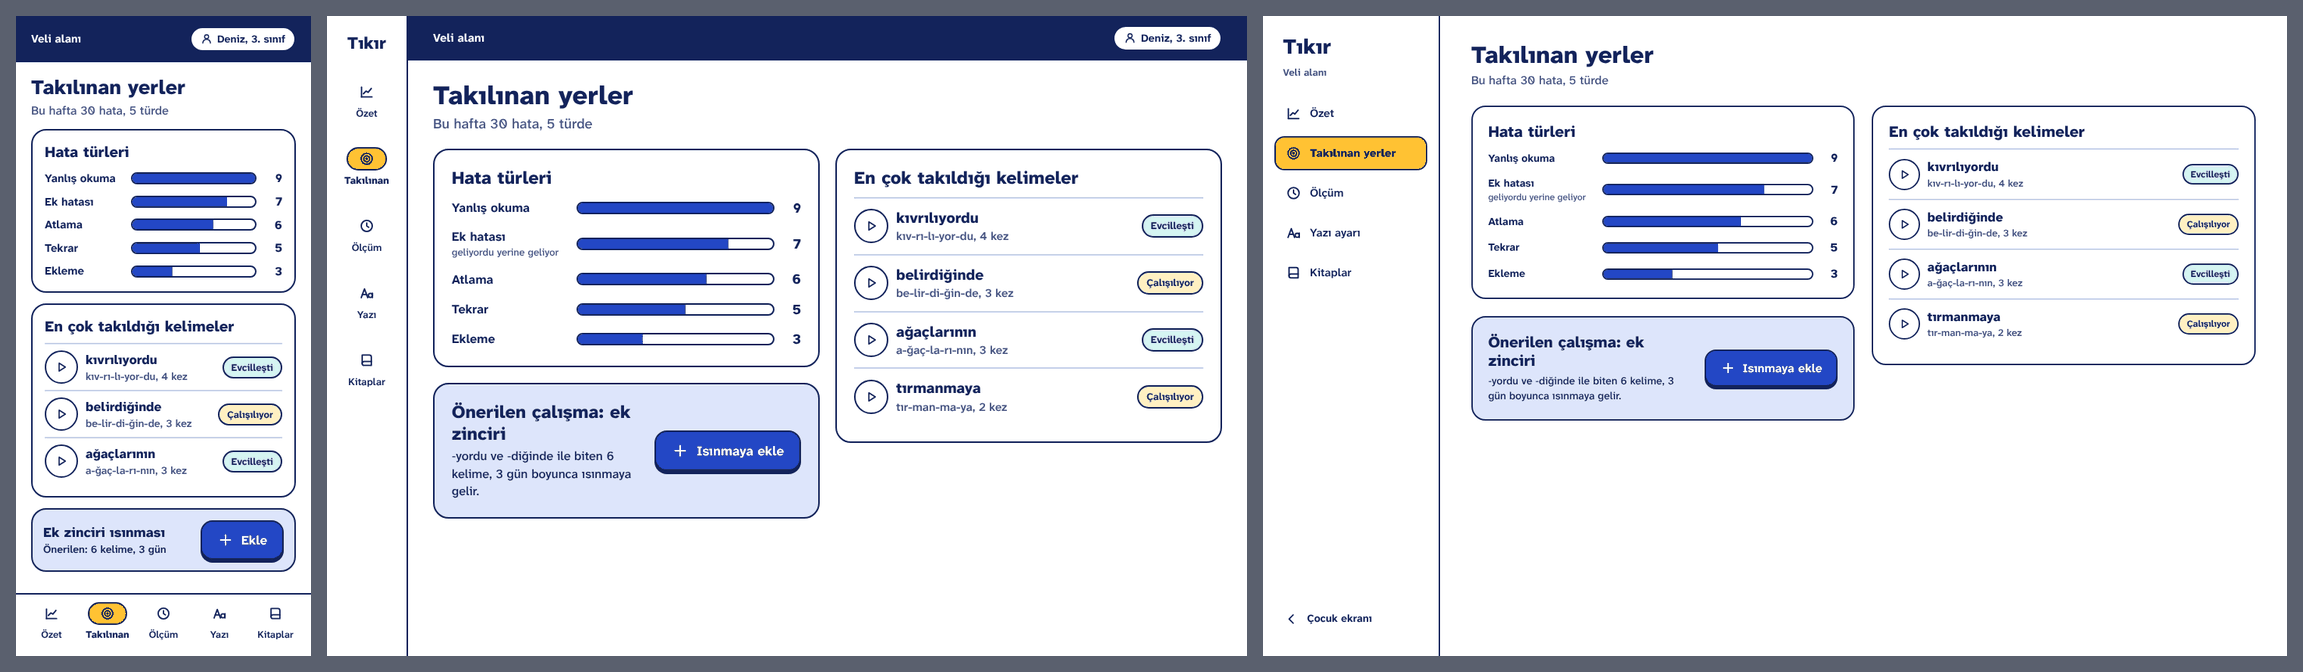 Veli alanı
Deniz, 3. sınıf
Takılınan yerler
Bu hafta 30 hata, 5 türde
Hata türleri
Yanlış okuma 9
Ek hatası 7
Atlama 6
Tekrar 5
Ekleme 3
En çok takıldığı kelimeler
kıvrılıyordu
kıv-rı-lı-yor-du, 4 kez
Evcilleşti
belirdiğinde
be-lir-di-ğin-de, 3 kez
Çalışılıyor
ağaçlarının
a-ğaç-la-rı-nın, 3 kez
Evcilleşti
Ek zinciri ısınması
Önerilen: 6 kelime, 3 gün
Ekle
Özet
Takılınan
Ölçüm
Yazı
Kitaplar
Tıkır
Özet
Takılınan
Ölçüm
Yazı
Kitaplar
Veli alanı
Deniz, 3. sınıf
Takılınan yerler
Bu hafta 30 hata, 5 türde
Hata türleri
Yanlış okuma 9
Ek hatası 7
geliyordu yerine geliyor
Atlama 6
Tekrar 5
Ekleme 3
Önerilen çalışma: ek
zinciri
-yordu ve -diğinde ile biten 6
kelime, 3 gün boyunca ısınmaya
gelir.
Isınmaya ekle
En çok takıldığı kelimeler
kıvrılıyordu
kıv-rı-lı-yor-du, 4 kez
Evcilleşti
belirdiğinde
be-lir-di-ğin-de, 3 kez
Çalışılıyor
ağaçlarının
a-ğaç-la-rı-nın, 3 kez
Evcilleşti
tırmanmaya
tır-man-ma-ya, 2 kez
Çalışılıyor
Tıkır
Veli alanı
Özet
Takılınan yerler
Ölçüm
Yazı ayarı
Kitaplar
Çocuk ekranı
Takılınan yerler
Bu hafta 30 hata, 5 türde
Hata türleri
Yanlış okuma 9
Ek hatası 7
geliyordu yerine geliyor
Atlama 6
Tekrar 5
Ekleme 3
Önerilen çalışma: ek
zinciri
-yordu ve -diğinde ile biten 6 kelime, 3
gün boyunca ısınmaya gelir.
Isınmaya ekle
En çok takıldığı kelimeler
kıvrılıyordu
kıv-rı-lı-yor-du, 4 kez
Evcilleşti
belirdiğinde
be-lir-di-ğin-de, 3 kez
Çalışılıyor
ağaçlarının
a-ğaç-la-rı-nın, 3 kez
Evcilleşti
tırmanmaya
tır-man-ma-ya, 2 kez
Çalışılıyor